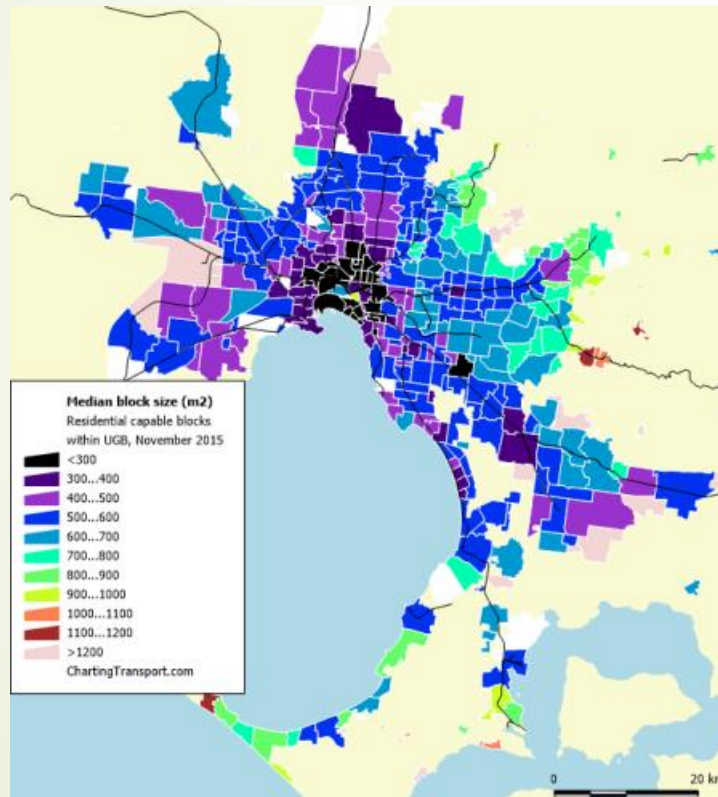 Median block size (m2)
Residential capable blocks
within UGB, November 2015
<300
300...400
400...500
500...600
600...700
700...800
800...900
900...1000
1000...1100
1100...1200
>1200
ChartingTransport.com
0 20 km